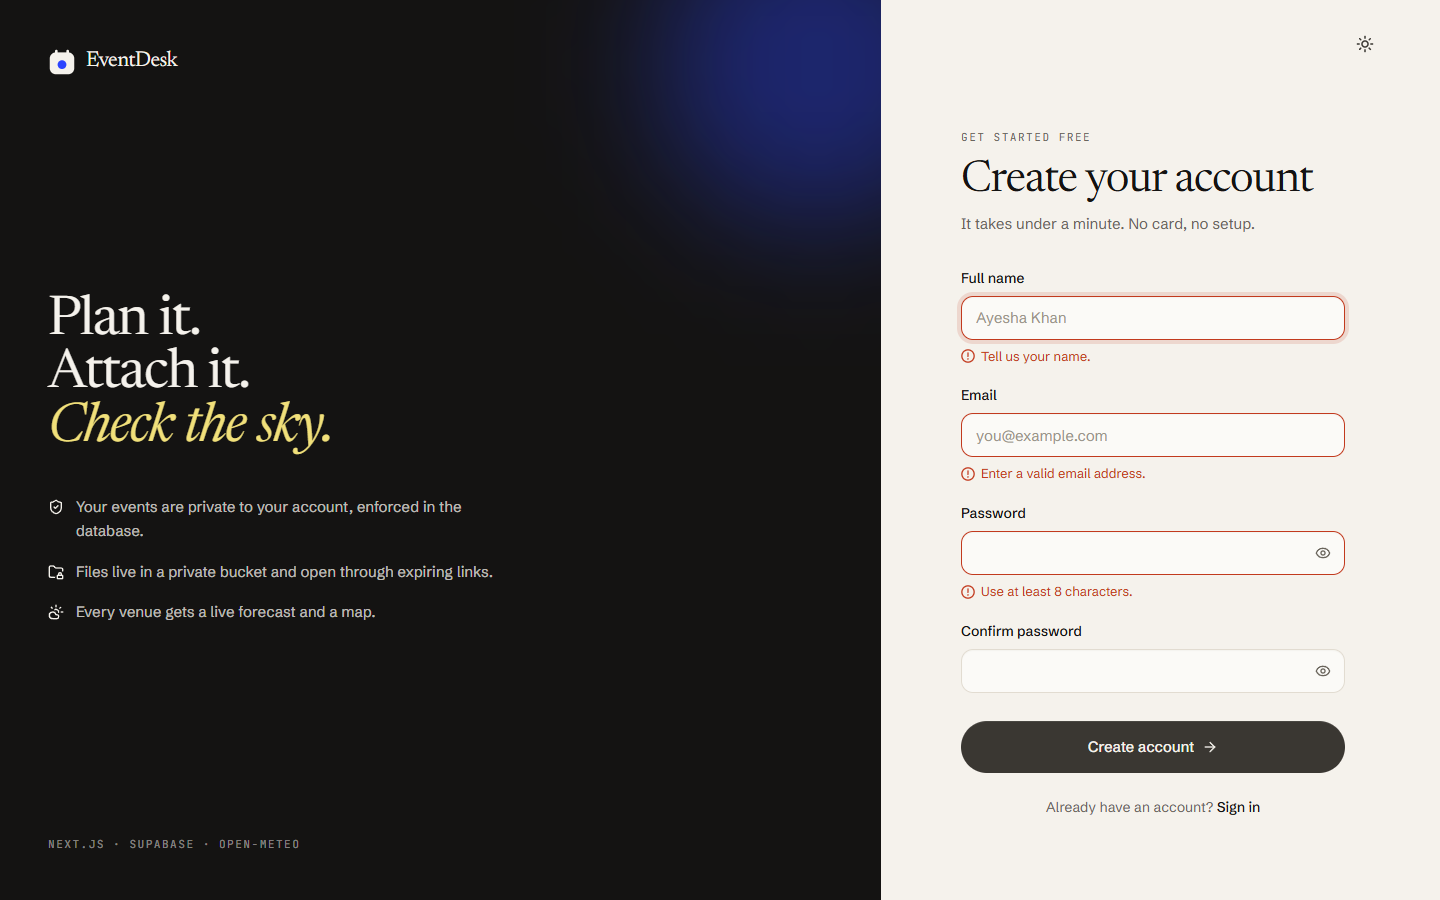 EventDesk
Plan it.
Attach it.
Check the sky.
Your events are private to your account, enforced in the
database.
Files live in a private bucket and open through expiring links.
Every venue gets a live forecast and a map.
NEXT.JS · SUPABASE · OPEN-METEO
GET STARTED FREE
Create your account
It takes under a minute. No card, no setup.
Full name
Ayesha Khan
Tell us your name.
Email
you@example.com
Enter a valid email address.
Password
Use at least 8 characters.
Confirm password
Create account →
Already have an account? Sign in